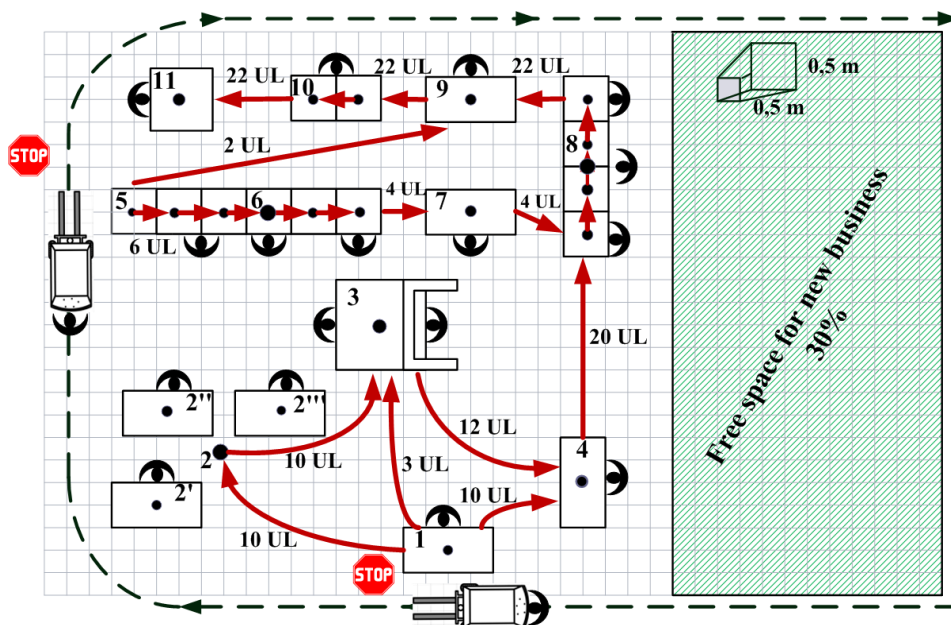 11
22 UL
10
22 UL
9
22 UL
0,5 m
0,5 m
STOP
2 UL
8
5
6
4 UL
7
4 UL
6 UL
3
20 UL
Free space for new business
30%
2''
2'''
12 UL
2
10 UL
3 UL
4
2'
10 UL
10 UL
1
STOP